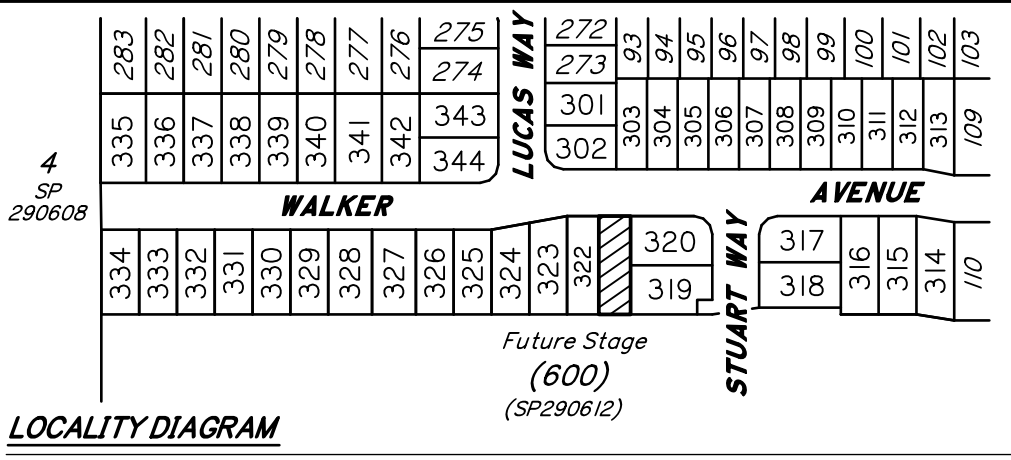 283 282 281 280 279 278 277 276 275 272 93 94 95 96 97 98 99 100 101 102 103
274 273
LUCAS WAY
335 336 337 338 339 340 341 342 343 301 303 304 305 306 307 308 309 310 311 312 313 109
344 302
4
SP
290608
WALKER AVENUE
334 333 332 331 330 329 328 327 326 325 324 323 322 320 317 316 315 314 110
319 318
STUART WAY
Future Stage
(600)
(SP290612)
LOCALITY DIAGRAM